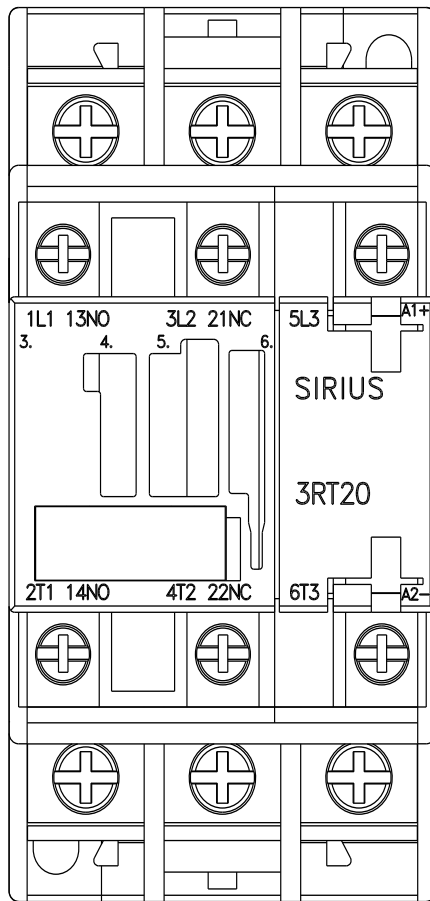 1L1 13NO 3L2 21NC 5L3 A1+
3. 4. 5. 6.
SIRIUS
3RT20
2T1 14NO 4T2 22NC 6T3 A2-